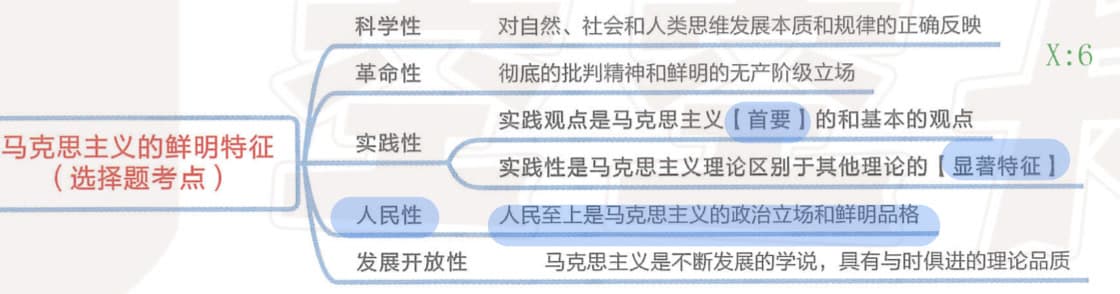 科学性 对自然、社会和人类思维发展本质和规律的正确反映
X:6
革命性 彻底的批判精神和鲜明的无产阶级立场
马克思主义的鲜明特征
（选择题考点）
实践性
实践观点是马克思主义【首要】的和基本的观点
实践性是马克思主义理论区别于其他理论的【显著特征】
人民性 人民至上是马克思主义的政治立场和鲜明品格
发展开放性 马克思主义是不断发展的学说，具有与时俱进的理论品质